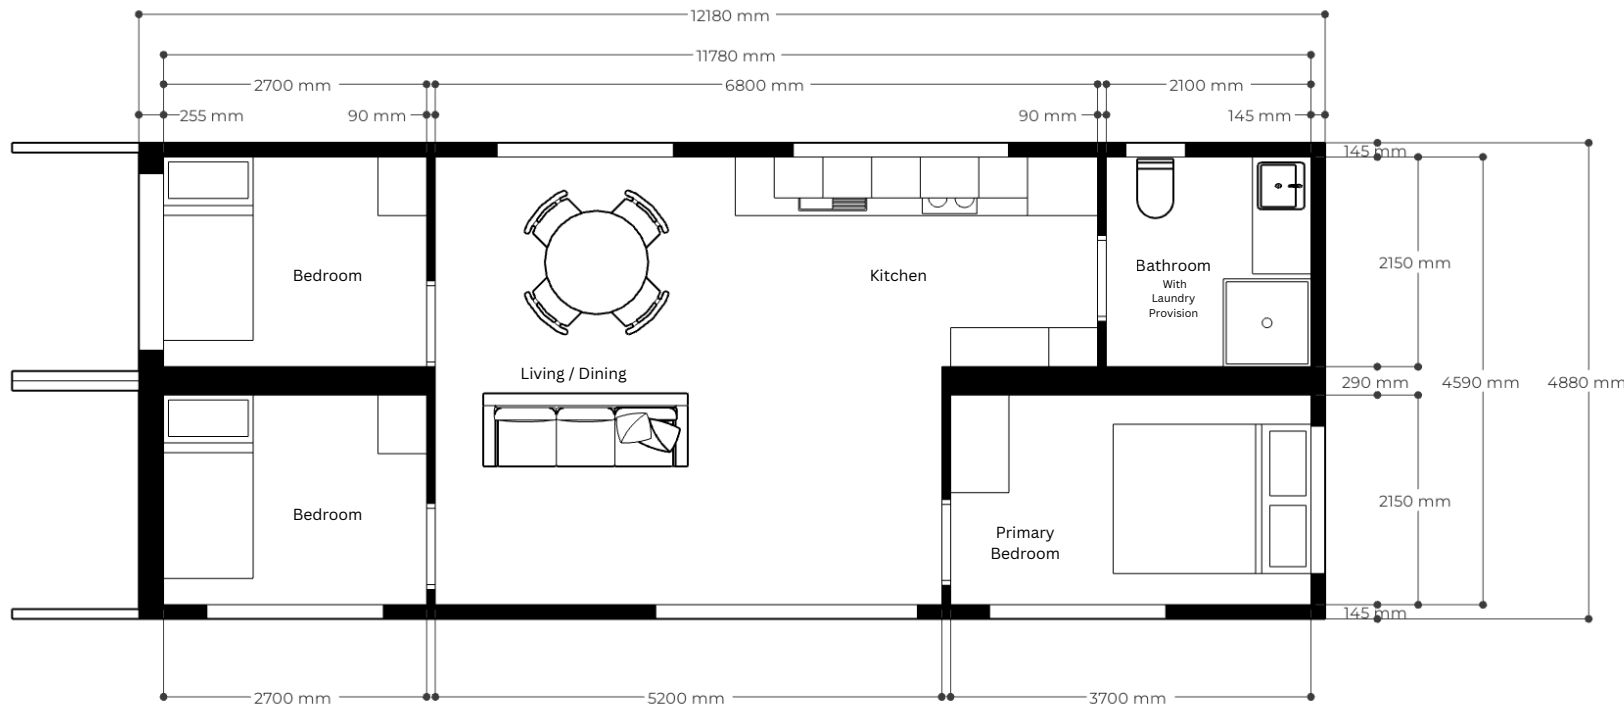 12180 mm
11780 mm
2700 mm
6800 mm
2100 mm
255 mm
90 mm
90 mm
145 mm
145 mm
Bedroom
Kitchen
Bathroom
With
Laundry
Provision
2150 mm
Living / Dining
290 mm
4590 mm
4880 mm
Bedroom
Primary
Bedroom
2150 mm
145 mm
2700 mm
5200 mm
3700 mm